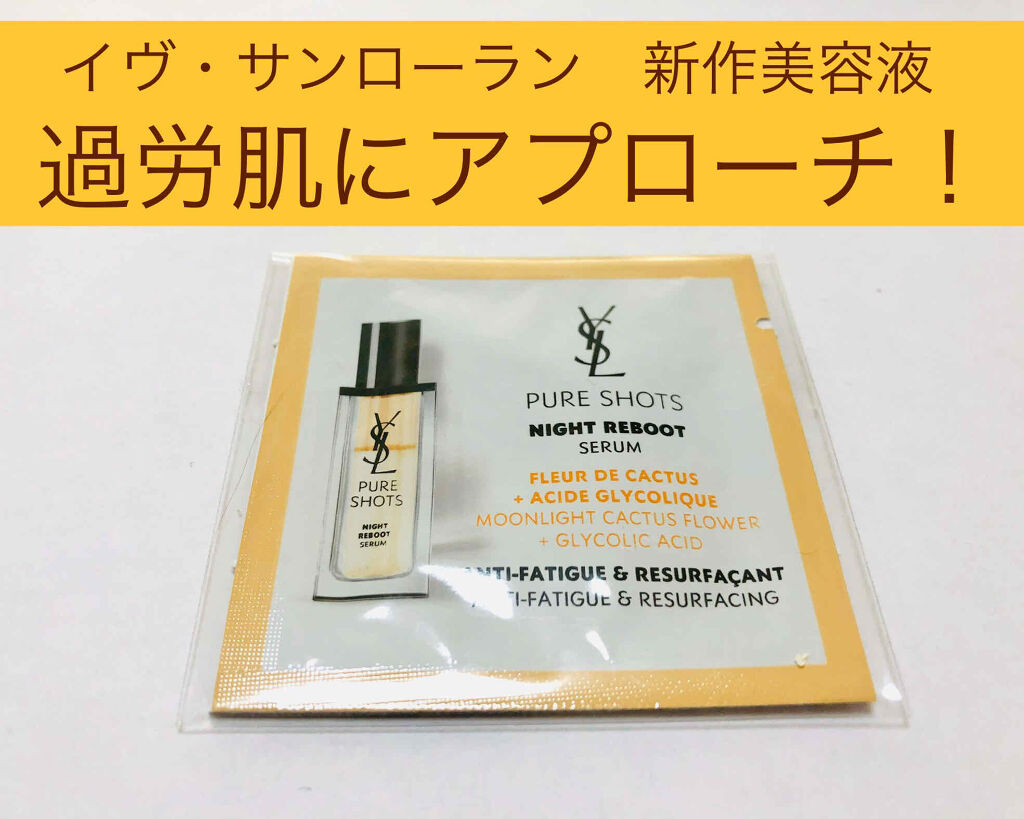 イヴ・サンローラン　新作美容液
過労肌にアプローチ！
YSL
PURE SHOTS
NIGHT REBOOT
SERUM
FLEUR DE CACTUS
+ ACIDE GLYCOLIQUE
MOONLIGHT CACTUS FLOWER
+ GLYCOLIC ACID
ANTI-FATIGUE & RESURFAÇANT
ANTI-FATIGUE & RESURFACING
YSL
PURE
SHOTS
NIGHT
REBOOT
SERUM